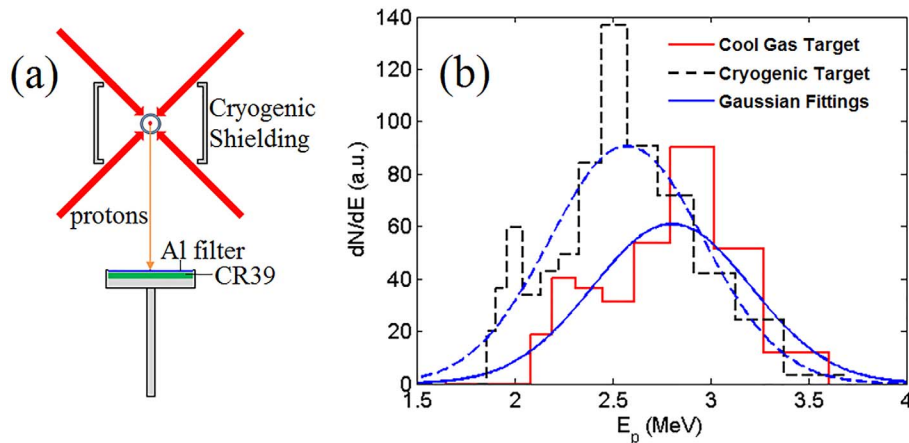 (a)
Cryogenic
Shielding
protons
Al filter
CR39
(b)
Cool Gas Target
Cryogenic Target
Gaussian Fittings
dN/dE (a.u.)
140
120
100
80
60
40
20
0
1.5
2
2.5
3
3.5
4
E_p (MeV)